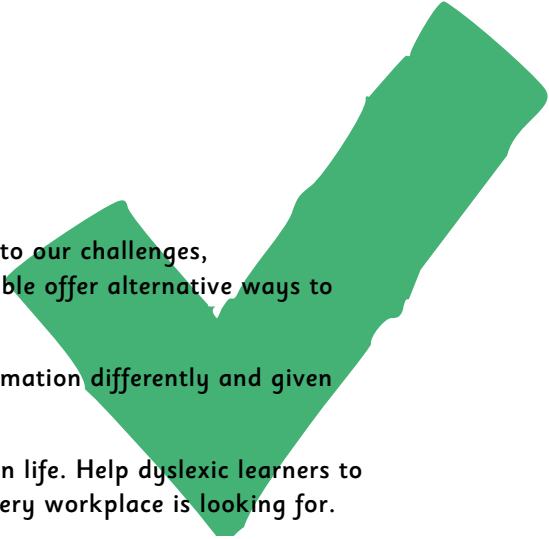 to our challenges,
ble offer alternative ways to
mation differently and given
n life. Help dyslexic learners to
ery workplace is looking for.